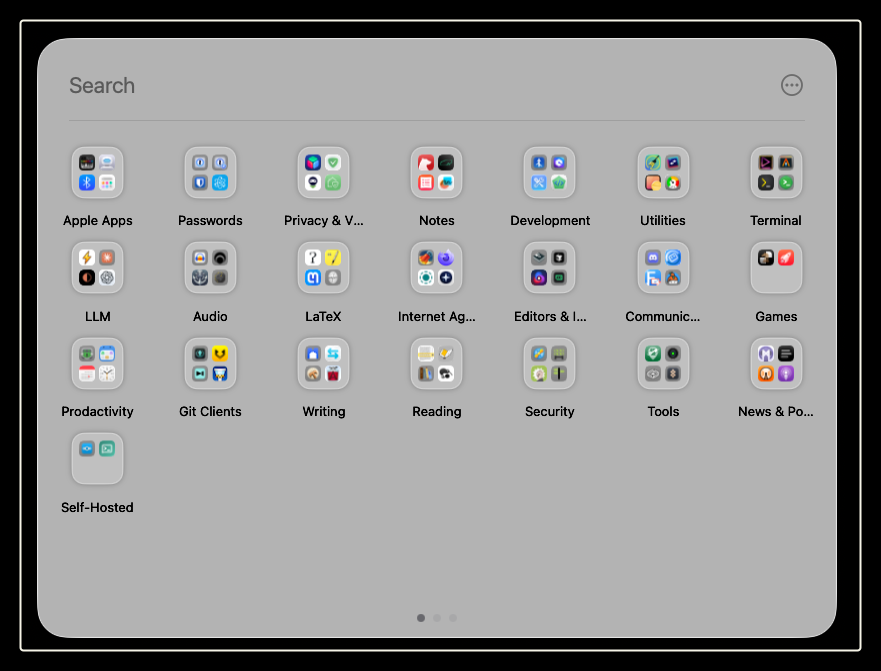 Search
Apple Apps Passwords Privacy & V... Notes Development Utilities Terminal
LLM Audio LaTeX Internet Ag... Editors & I... Communic... Games
Productivity Git Clients Writing Reading Security Tools News & Po...
Self-Hosted